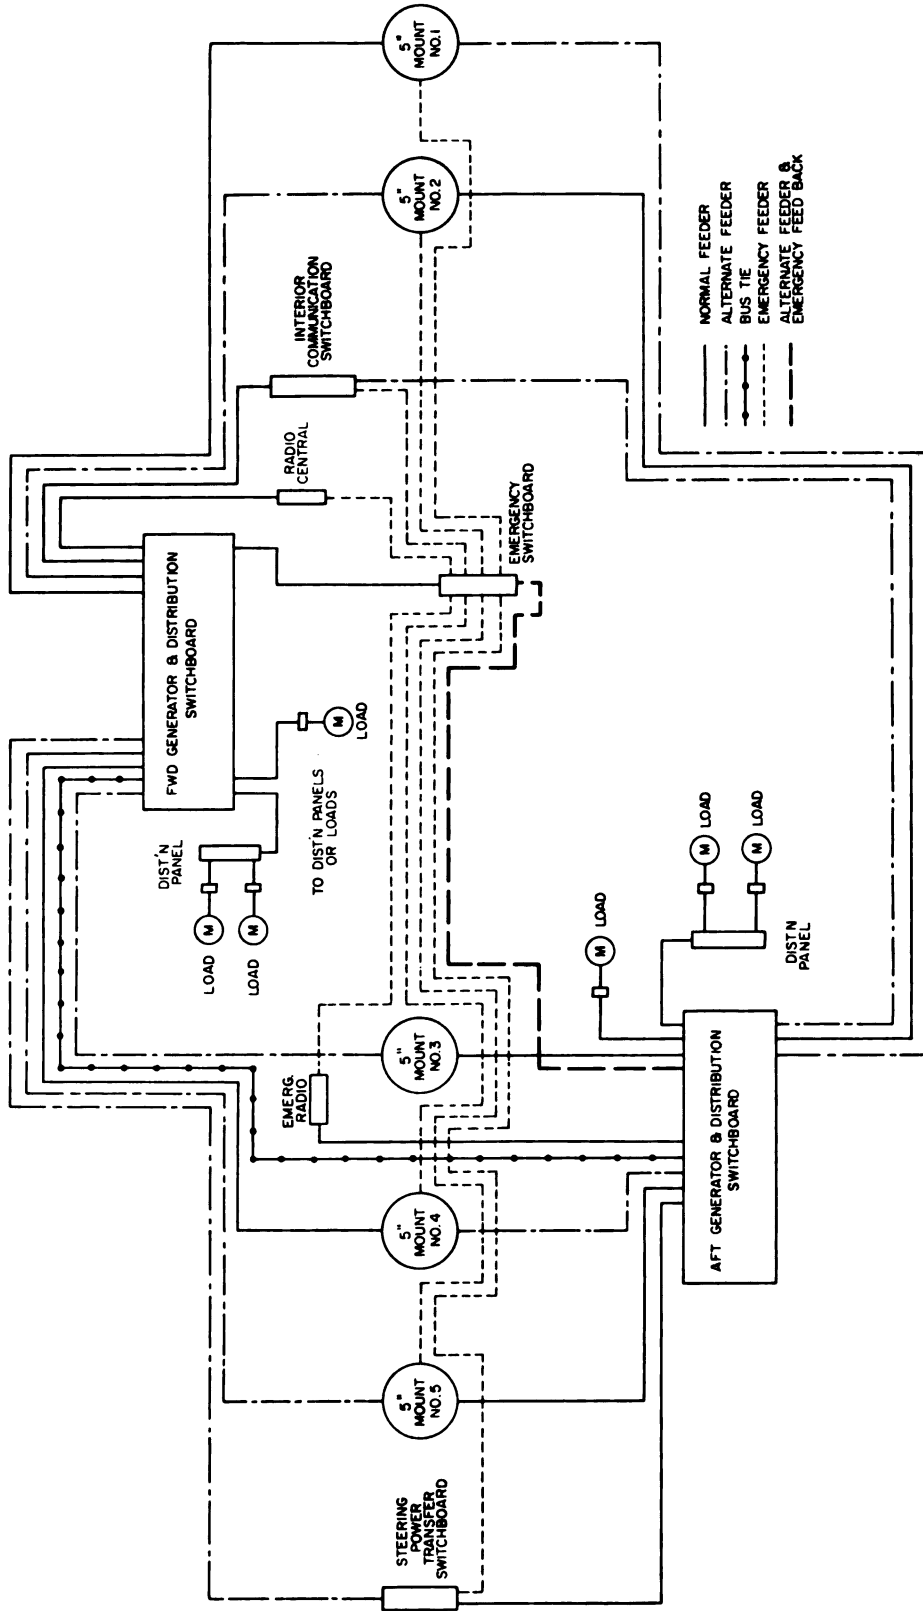 5"
MOUNT
NO.1
5"
MOUNT
NO.2
INTERIOR
COMMUNICATION
SWITCHBOARD
RADIO
CENTRAL
EMERGENCY
SWITCHBOARD
FWD GENERATOR & DISTRIBUTION
SWITCHBOARD
M
LOAD
DIST'N
PANEL
M
M
LOAD
LOAD
TO DIST'N PANELS
OR LOADS
NORMAL FEEDER
ALTERNATE FEEDER
BUS TIE
EMERGENCY FEEDER
ALTERNATE FEEDER &
EMERGENCY FEED BACK
M
LOAD
M
LOAD
M
LOAD
DIST'N
PANEL
5"
MOUNT
NO.3
EMERG.
RADIO
5"
MOUNT
NO.4
5"
MOUNT
NO.5
AFT GENERATOR & DISTRIBUTION
SWITCHBOARD
STEERING
POWER
TRANSFER
SWITCHBOARD